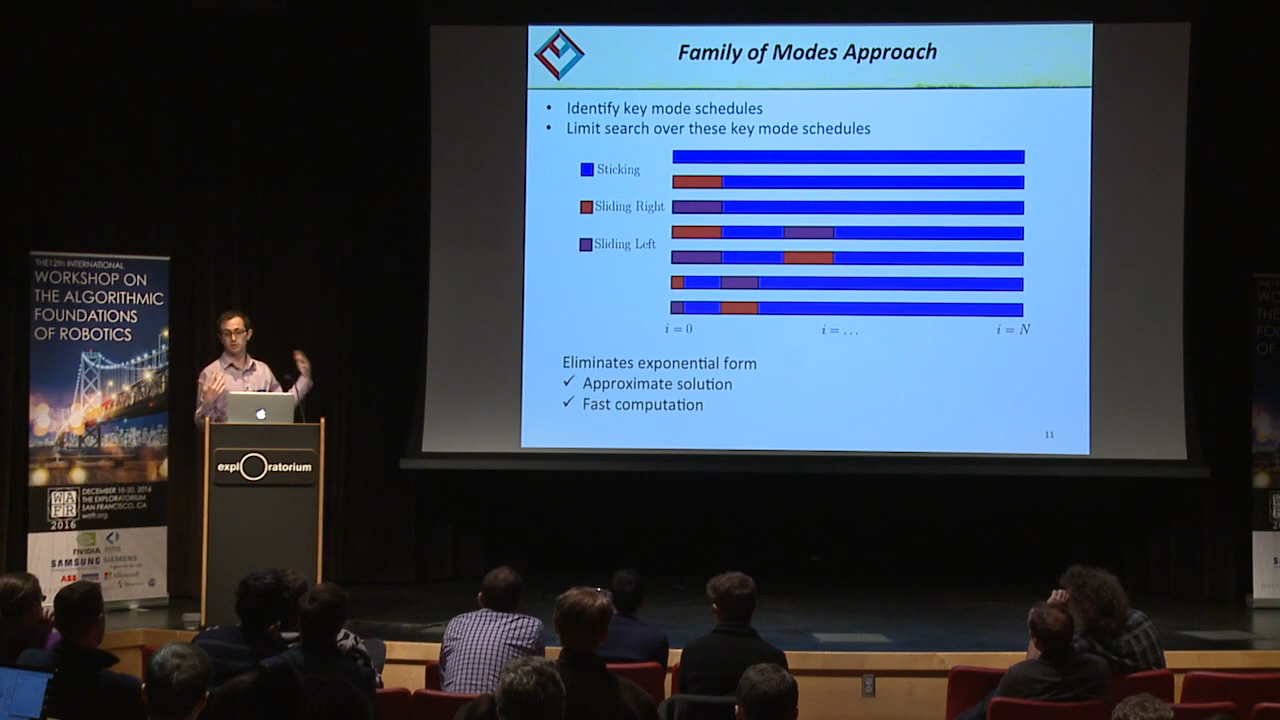 Family of Modes Approach
• Identify key mode schedules
• Limit search over these key mode schedules
Sticking
Sliding Right
Sliding Left
i = 0
i = ...
i = N
Eliminates exponential form
✓ Approximate solution
✓ Fast computation
11
THE 12th INTERNATIONAL
WORKSHOP ON
THE ALGORITHMIC
FOUNDATIONS
OF ROBOTICS
WAFR
2016
DECEMBER 18-20, 2016
THE EXPLORATORIUM
SAN FRANCISCO, CA
wafr.org
NVIDIA
SAMSUNG SIEMENS
ABB
Microsoft
exploratorium